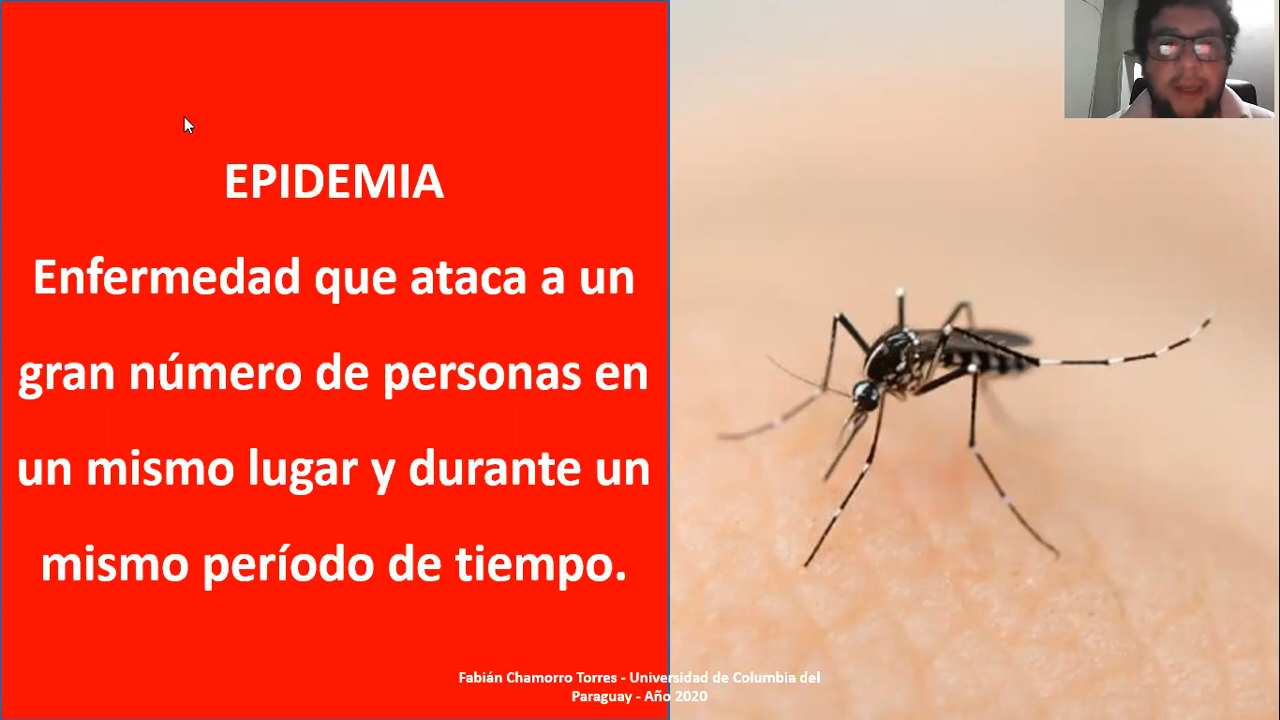 EPIDEMIA
Enfermedad que ataca a un
gran número de personas en
un mismo lugar y durante un
mismo período de tiempo.
Fabián Chamorro Torres - Universidad de Columbia del
Paraguay - Año 2020